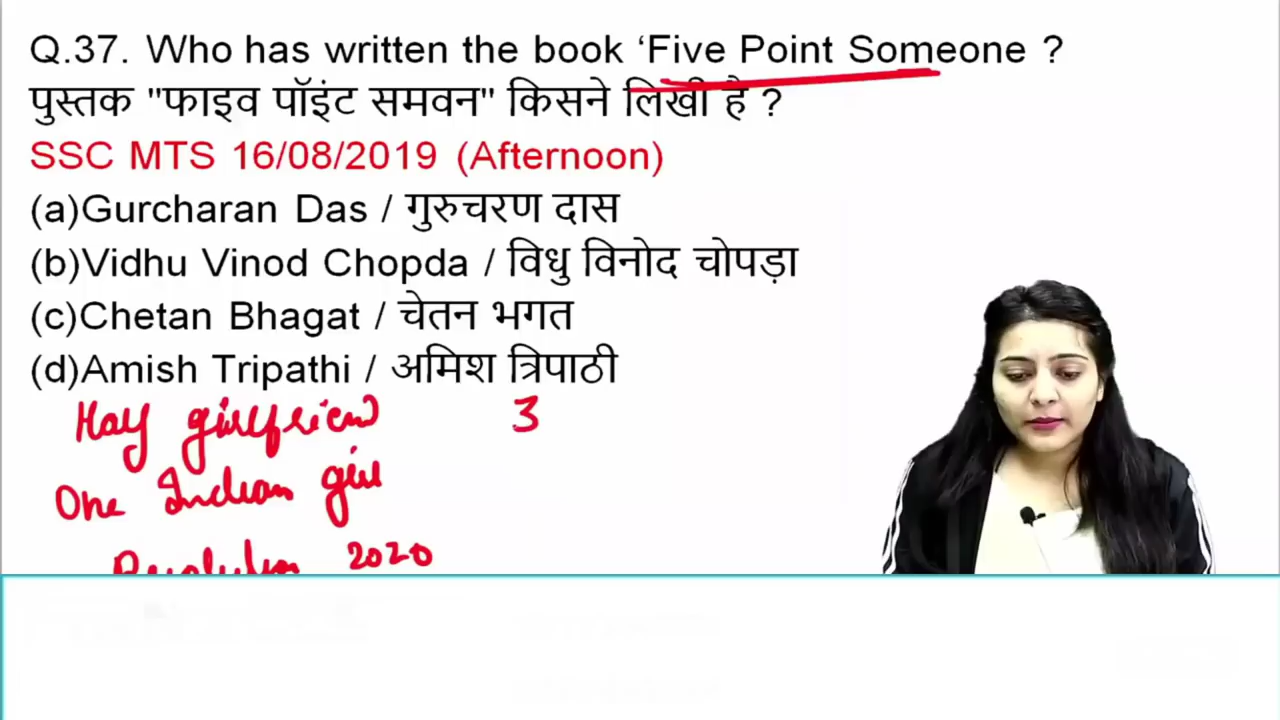 Q.37. Who has written the book ‘Five Point Someone ?
पुस्तक "फाइव पॉइंट समवन" किसने लिखी है ?
SSC MTS 16/08/2019 (Afternoon)
(a)Gurcharan Das / गुरुचरण दास
(b)Vidhu Vinod Chopda / विधु विनोद चोपड़ा
(c)Chetan Bhagat / चेतन भगत
(d)Amish Tripathi / अमिश त्रिपाठी
Half girlfriend 3
One Indian girl
Revolution 2020